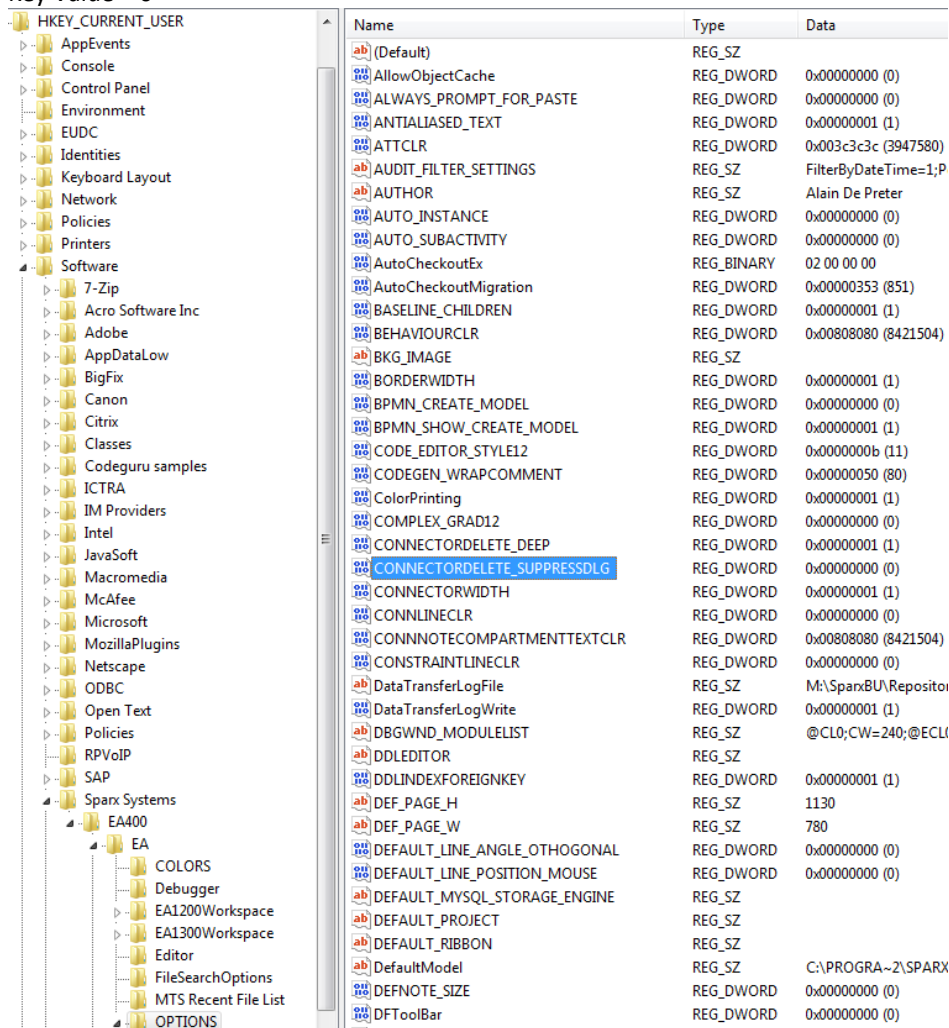 HKEY_CURRENT_USER
AppEvents
Console
Control Panel
Environment
EUDC
Identities
Keyboard Layout
Network
Policies
Printers
Software
7-Zip
Acro Software Inc
Adobe
AppDataLow
BigFix
Canon
Citrix
Classes
Codeguru samples
ICTRA
IM Providers
Intel
JavaSoft
Macromedia
McAfee
Microsoft
MozillaPlugins
Netscape
ODBC
Open Text
Policies
RPVoIP
SAP
Sparx Systems
EA400
EA
COLORS
Debugger
EA1200Workspace
EA1300Workspace
Editor
FileSearchOptions
MTS Recent File List
OPTIONS
Name Type Data
(Default) REG_SZ
AllowObjectCache REG_DWORD 0x00000000 (0)
ALWAYS_PROMPT_FOR_PASTE REG_DWORD 0x00000000 (0)
ANTIALIASED_TEXT REG_DWORD 0x00000001 (1)
ATTCLR REG_DWORD 0x003c3c3c (3947580)
AUDIT_FILTER_SETTINGS REG_SZ FilterByDateTime=1;P
AUTHOR REG_SZ Alain De Preter
AUTO_INSTANCE REG_DWORD 0x00000000 (0)
AUTO_SUBACTIVITY REG_DWORD 0x00000000 (0)
AutoCheckoutEx REG_BINARY 02 00 00 00
AutoCheckoutMigration REG_DWORD 0x00000353 (851)
BASELINE_CHILDREN REG_DWORD 0x00000001 (1)
BEHAVIOURCLR REG_DWORD 0x00808080 (8421504)
BKG_IMAGE REG_SZ
BORDERWIDTH REG_DWORD 0x00000001 (1)
BPMN_CREATE_MODEL REG_DWORD 0x00000000 (0)
BPMN_SHOW_CREATE_MODEL REG_DWORD 0x00000001 (1)
CODE_EDITOR_STYLE12 REG_DWORD 0x0000000b (11)
CODEGEN_WRAPCOMMENT REG_DWORD 0x00000050 (80)
ColorPrinting REG_DWORD 0x00000001 (1)
COMPLEX_GRAD12 REG_DWORD 0x00000000 (0)
CONNECTORDELETE_DEEP REG_DWORD 0x00000001 (1)
CONNECTORDELETE_SUPPRESSDLG REG_DWORD 0x00000000 (0)
CONNECTORWIDTH REG_DWORD 0x00000001 (1)
CONNLINECLR REG_DWORD 0x00000000 (0)
CONNNOTECOMPARTMENTTEXTCLR REG_DWORD 0x00808080 (8421504)
CONSTRAINTLINECLR REG_DWORD 0x00000000 (0)
DataTransferLogFile REG_SZ M:\SparxBU\Repositor
DataTransferLogWrite REG_DWORD 0x00000001 (1)
DBGWND_MODULELIST REG_SZ @CL0;CW=240;@ECL0
DDLEDITOR REG_SZ
DDLINDEXFOREIGNKEY REG_DWORD 0x00000001 (1)
DEF_PAGE_H REG_SZ 1130
DEF_PAGE_W REG_SZ 780
DEFAULT_LINE_ANGLE_OTHOGONAL REG_DWORD 0x00000000 (0)
DEFAULT_LINE_POSITION_MOUSE REG_DWORD 0x00000000 (0)
DEFAULT_MYSQL_STORAGE_ENGINE REG_SZ
DEFAULT_PROJECT REG_SZ
DEFAULT_RIBBON REG_SZ
DefaultModel REG_SZ C:\PROGRA~2\SPARX
DEFNOTE_SIZE REG_DWORD 0x00000000 (0)
DFToolBar REG_DWORD 0x00000000 (0)